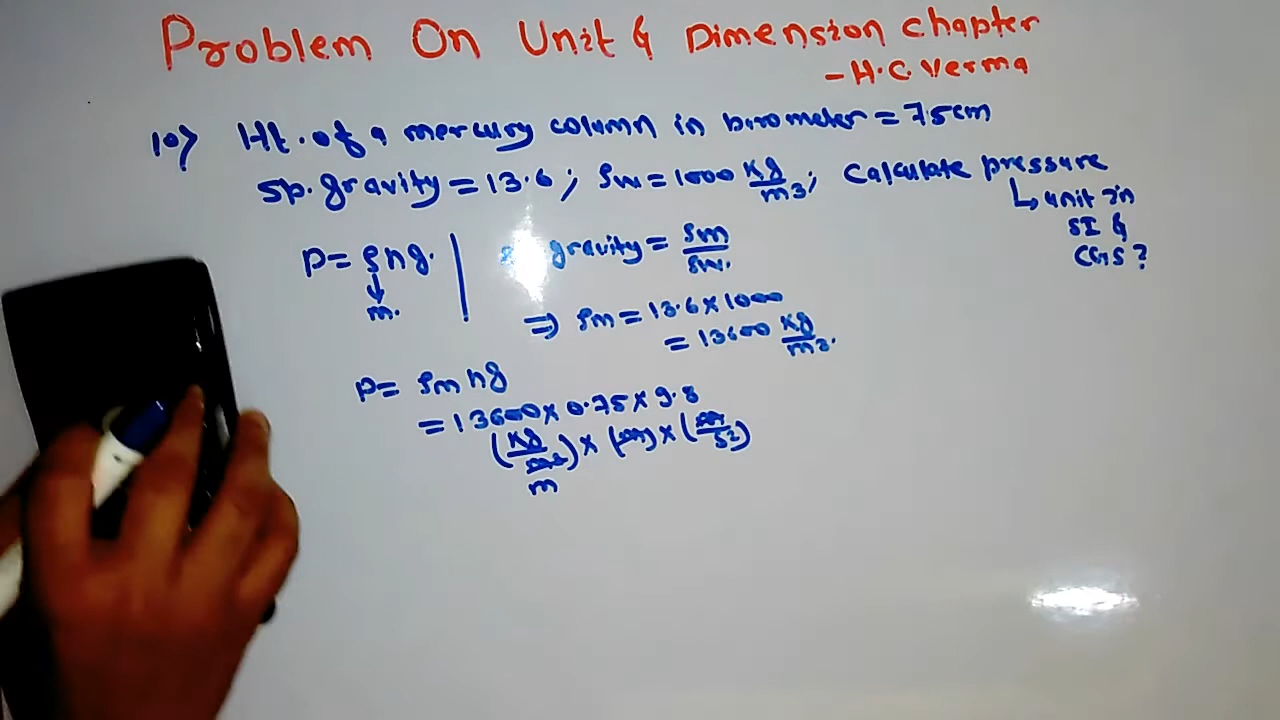 Problem On Unit & Dimension chapter
- H.C. Verma
10> Ht. of a mercury column in birometer = 75cm
sp. gravity = 13.6 ; ρw = 1000 kg/m3 ; Calculate pressure
↳ unit in
SI &
CGS ?
P = ρhg.
↓
m.
gravity = ρm/ρw.
⇒ ρm = 13.6 × 1000
= 13600 kg/m3.
P = ρm hg
= 13600 × 0.75 × 9.8
(kg/m3) × (m) × (m/s2)
m